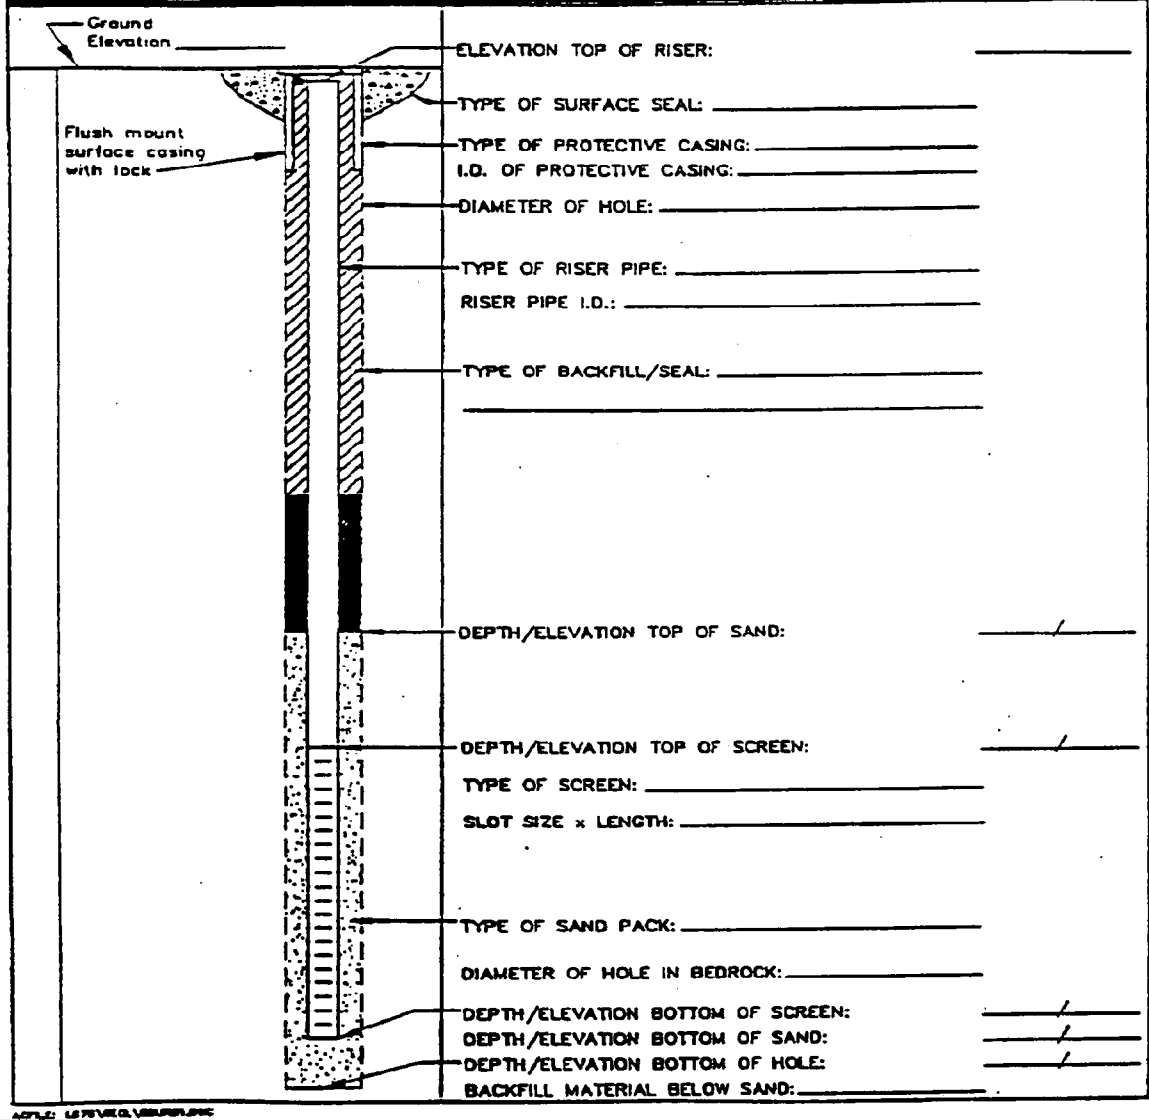 Ground
Elevation
ELEVATION TOP OF RISER:
TYPE OF SURFACE SEAL:
Flush mount
surface casing
with lock
TYPE OF PROTECTIVE CASING:
I.D. OF PROTECTIVE CASING:
DIAMETER OF HOLE:
TYPE OF RISER PIPE:
RISER PIPE I.D.:
TYPE OF BACKFILL/SEAL:
DEPTH/ELEVATION TOP OF SAND: /
DEPTH/ELEVATION TOP OF SCREEN: /
TYPE OF SCREEN:
SLOT SIZE x LENGTH:
TYPE OF SAND PACK:
DIAMETER OF HOLE IN BEDROCK:
DEPTH/ELEVATION BOTTOM OF SCREEN: /
DEPTH/ELEVATION BOTTOM OF SAND: /
DEPTH/ELEVATION BOTTOM OF HOLE: /
BACKFILL MATERIAL BELOW SAND: